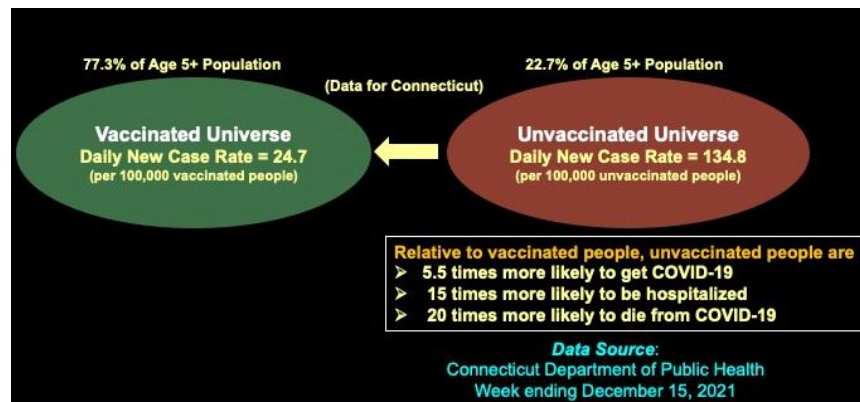 77.3% of Age 5+ Population
22.7% of Age 5+ Population
(Data for Connecticut)
Vaccinated Universe
Daily New Case Rate = 24.7
(per 100,000 vaccinated people)
Unvaccinated Universe
Daily New Case Rate = 134.8
(per 100,000 unvaccinated people)
Relative to vaccinated people, unvaccinated people are
➢ 5.5 times more likely to get COVID-19
➢ 15 times more likely to be hospitalized
➢ 20 times more likely to die from COVID-19
Data Source:
Connecticut Department of Public Health
Week ending December 15, 2021